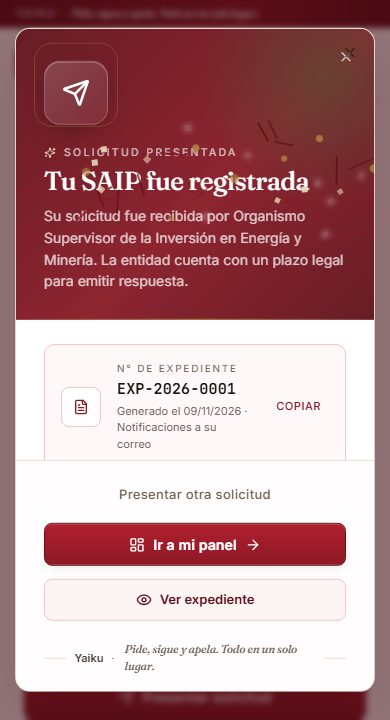 SOLICITUD PRESENTADA
Tu SAIP fue registrada
Su solicitud fue recibida por Organismo
Supervisor de la Inversión en Energía y
Minería. La entidad cuenta con un plazo legal
para emitir respuesta.
N° DE EXPEDIENTE
EXP-2026-0001
Generado el 09/11/2026 ·
Notificaciones a su
correo
COPIAR
Presentar otra solicitud
Ir a mi panel
Ver expediente
Yaiku ·
Pide, sigue y apela. Todo en un solo
lugar.